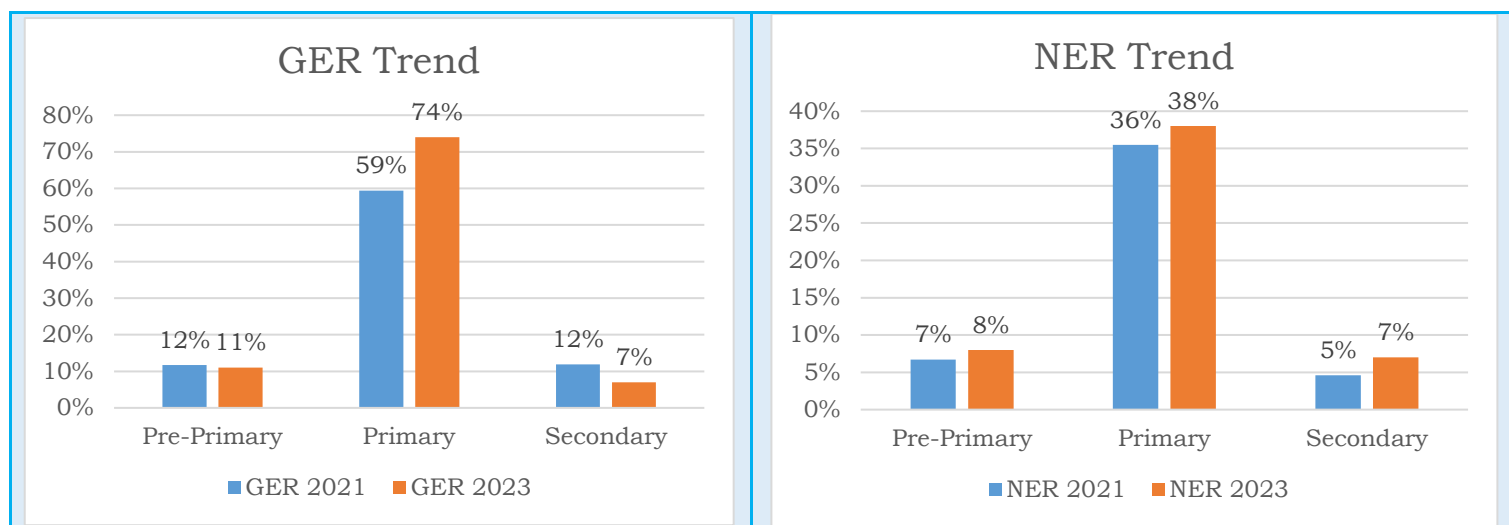 GER Trend
80%
70%
60%
50%
40%
30%
20%
10%
0%
12%
11%
59%
74%
12%
7%
Pre-Primary
Primary
Secondary
GER 2021
GER 2023
NER Trend
40%
35%
30%
25%
20%
15%
10%
5%
0%
7%
8%
36%
38%
5%
7%
Pre-Primary
Primary
Secondary
NER 2021
NER 2023